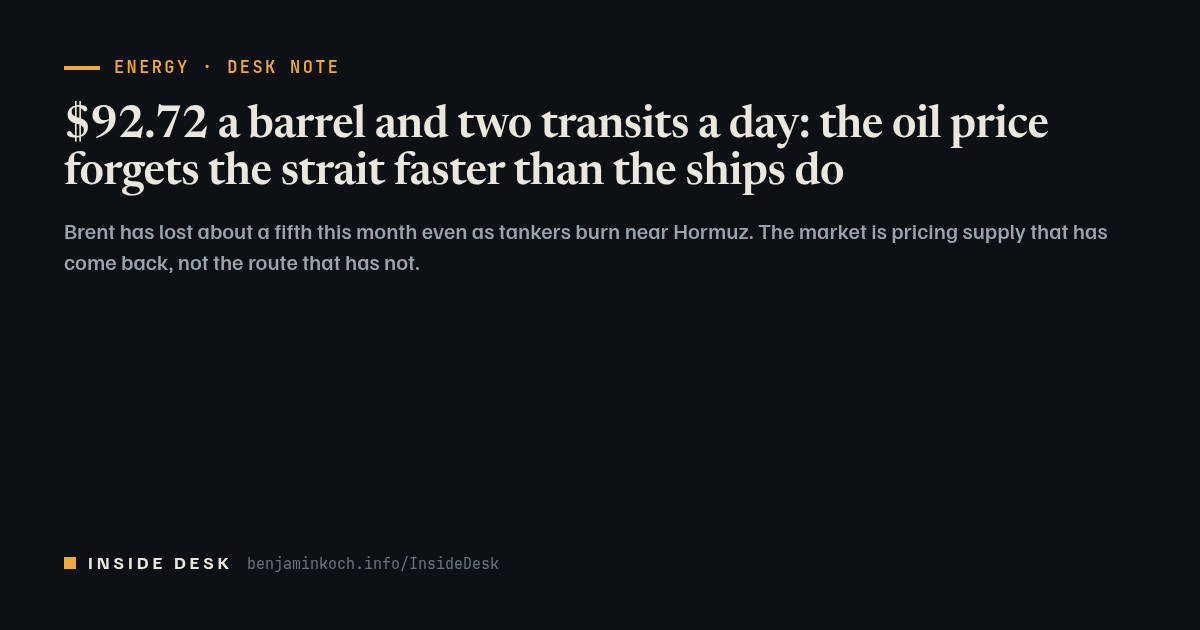 ENERGY · DESK NOTE
$92.72 a barrel and two transits a day: the oil price
forgets the strait faster than the ships do
Brent has lost about a fifth this month even as tankers burn near Hormuz. The market is pricing supply that has
come back, not the route that has not.
INSIDE DESK benjaminkoch.info/InsideDesk